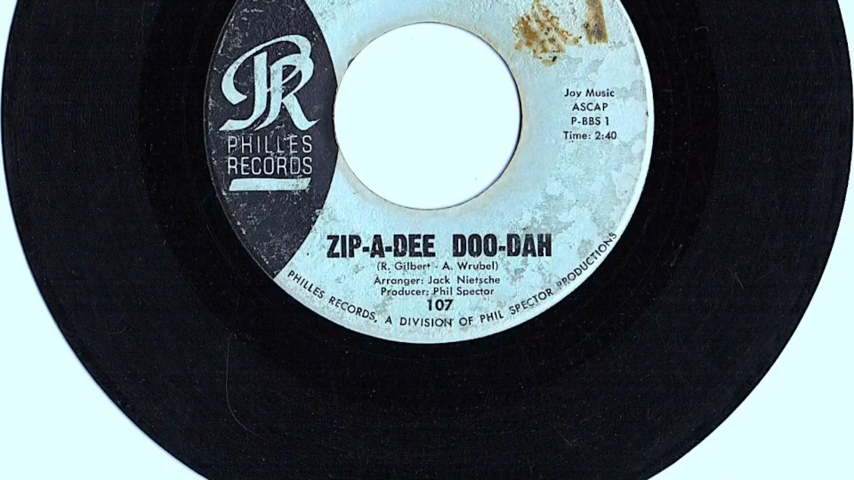 PR
PHILLES
RECORDS
Joy Music
ASCAP
P-BBS 1
Time: 2:40
ZIP-A-DEE DOO-DAH
(R. Gilbert - A. Wrubel)
Arranger: Jack Nietsche
Producer: Phil Spector
107
PHILLES RECORDS, A DIVISION OF PHIL SPECTOR PRODUCTIONS